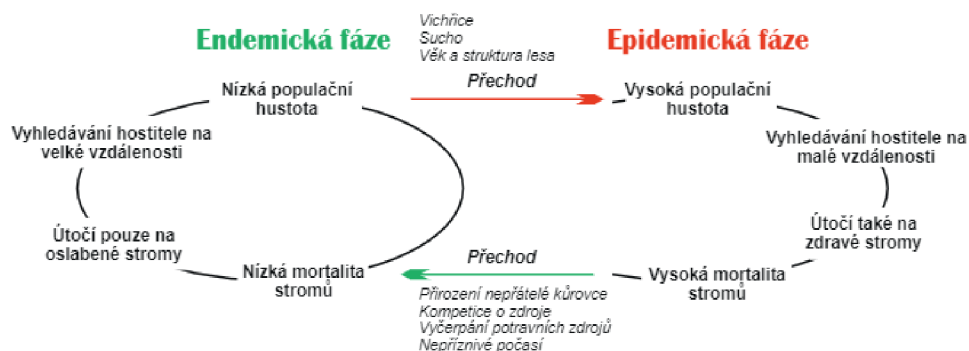 Endemická fáze
Vichřice
Sucho
Věk a struktura lesa
Přechod
Epidemická fáze
Nízká populační
hustota
Vyhledávání hostitele na
velké vzdálenosti
Útočí pouze na
oslabené stromy
Nízká mortalita
stromů
Vysoká populační
hustota
Vyhledávání hostitele na
malé vzdálenosti
Útočí také na
zdravé stromy
Vysoká mortalita
stromů
Přechod
Přirození nepřátelé kůrovce
Kompetice o zdroje
Vyčerpání potravních zdrojů
Nepříznivé počasí